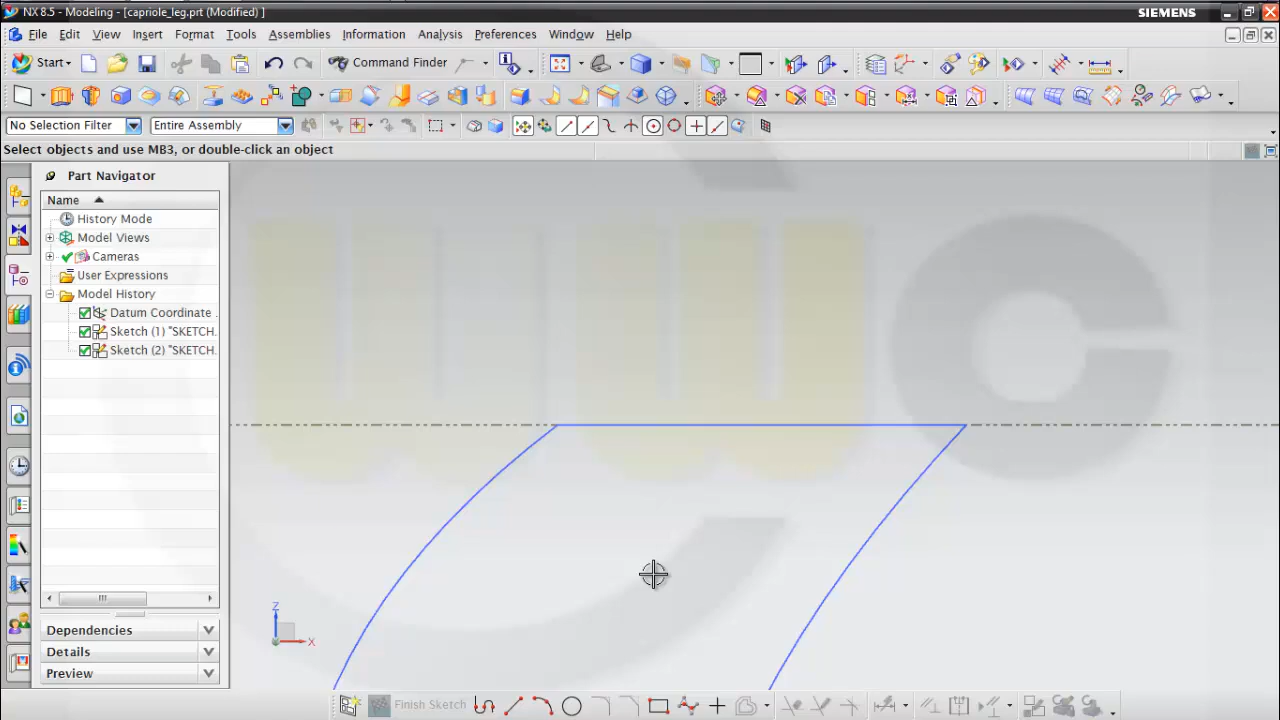 NX 8.5 - Modeling - [capriole_leg.prt (Modified) ]
SIEMENS
File Edit View Insert Format Tools Assemblies Information Analysis Preferences Window Help
Start Command Finder
No Selection Filter Entire Assembly
Select objects and use MB3, or double-click an object
Part Navigator
Name
History Mode
Model Views
Cameras
User Expressions
Model History
Datum Coordinate .
Sketch (1) "SKETCH.
Sketch (2) "SKETCH.
wwc
Z
X
Dependencies
Details
Preview
Finish Sketch